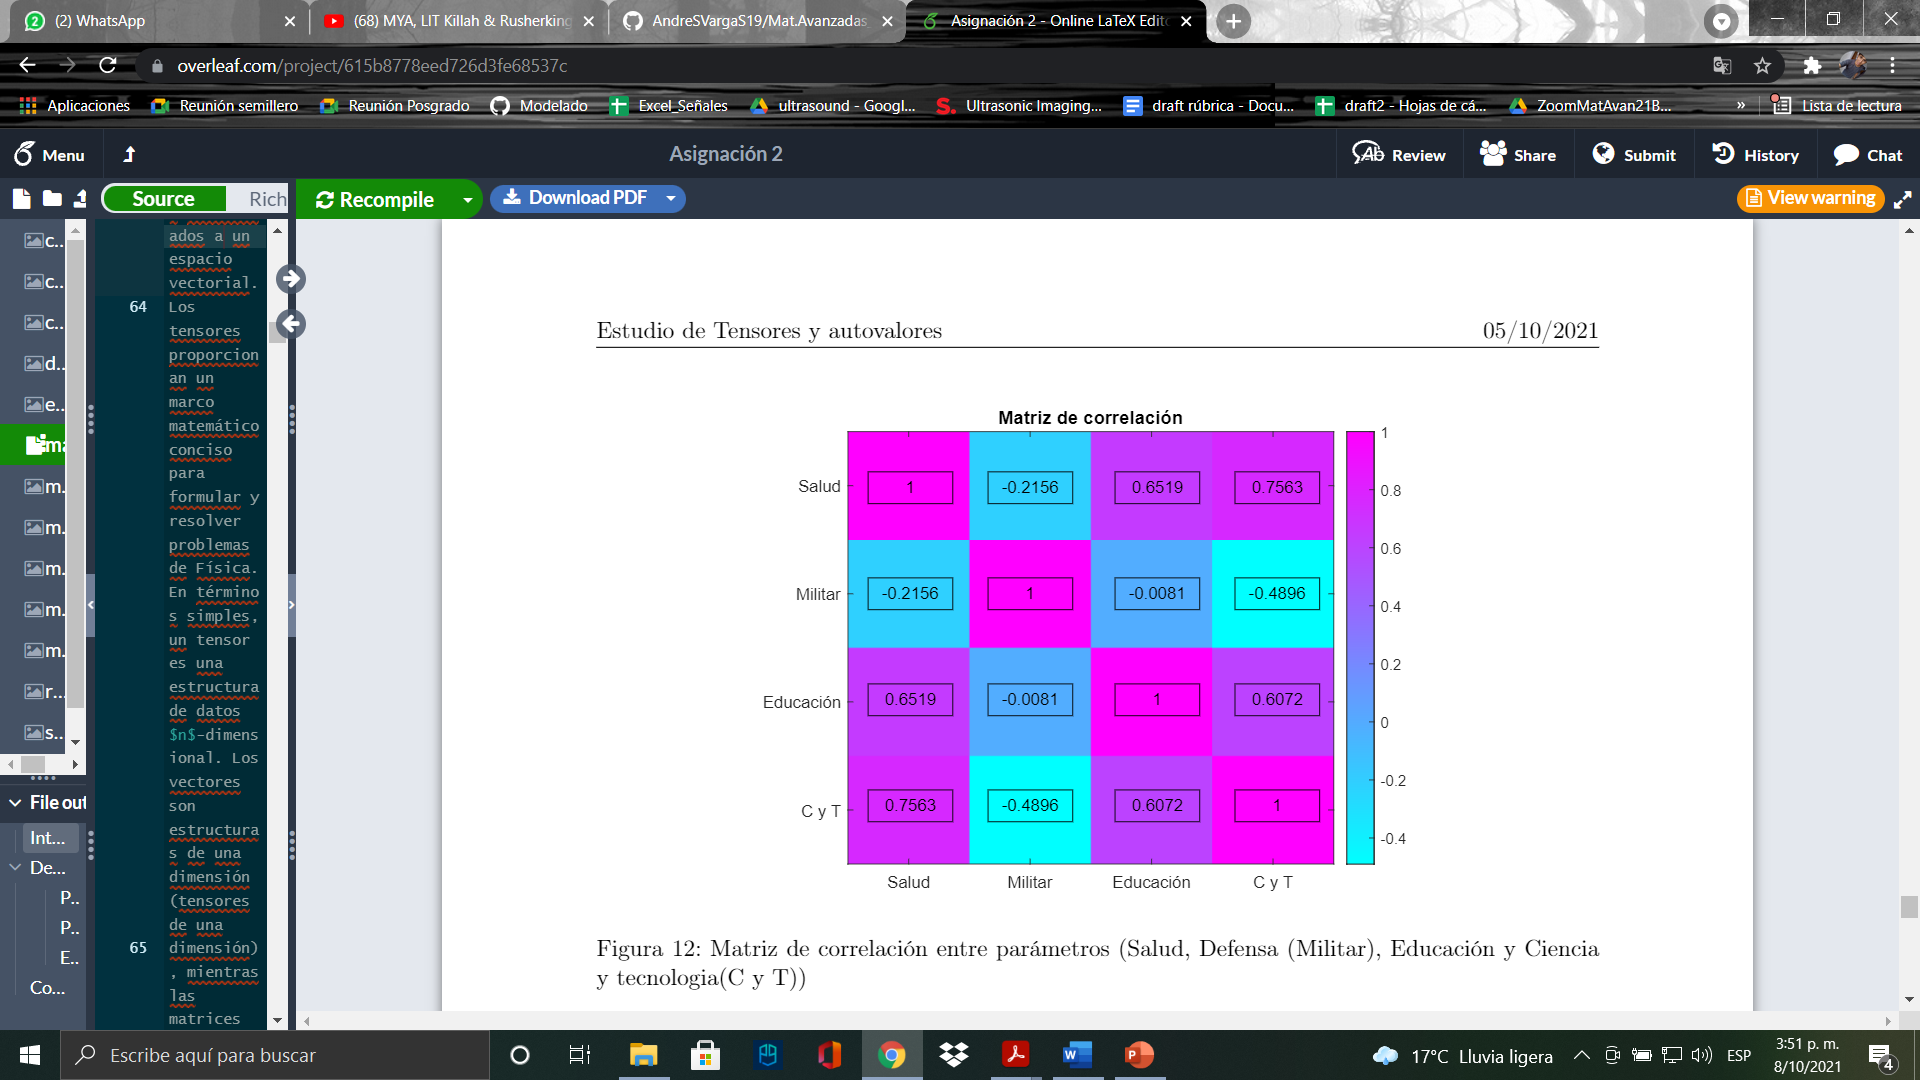 (2) WhatsApp
(68) MYA, LIT Killah & Rusherking
AndreSVargaS19/Mat.Avanzadas
Asignación 2 - Online LaTeX Edit
overleaf.com/project/615b8778eed726d3fe68537c
Aplicaciones
Reunión semillero
Reunión Posgrado
Modelado
Excel_Señales
ultrasound - Googl...
Ultrasonic Imaging...
draft rúbrica - Docu...
draft2 - Hojas de cá...
ZoomMatAvan21B...
»
Lista de lectura
Menu
Asignación 2
Review
Share
Submit
History
Chat
Source
Rich
Recompile
Download PDF
View warning
c..
c..
c..
d..
e..
ma
m.
m.
m.
m.
m.
r...
s...
File out
Int...
De...
P..
P..
E..
Co...
ados a un
espacio
vectorial.
64 Los
tensores
proporcion
an un
marco
matemático
conciso
para
formular y
resolver
problemas
de Física.
En término
s simples,
un tensor
es una
estructura
de datos
$n$-dimens
ional. Los
vectores
son
estructura
s de una
dimensión
(tensores
de una
65 dimensión)
, mientras
las
matrices
Estudio de Tensores y autovalores 05/10/2021
Matriz de correlación
Salud 1 -0.2156 0.6519 0.7563
Militar -0.2156 1 -0.0081 -0.4896
Educación 0.6519 -0.0081 1 0.6072
C y T 0.7563 -0.4896 0.6072 1
Salud Militar Educación C y T
1
0.8
0.6
0.4
0.2
0
-0.2
-0.4
Figura 12: Matriz de correlación entre parámetros (Salud, Defensa (Militar), Educación y Ciencia
y tecnologia(C y T))
Escribe aquí para buscar
17°C Lluvia ligera
ESP
3:51 p. m.
8/10/2021
4